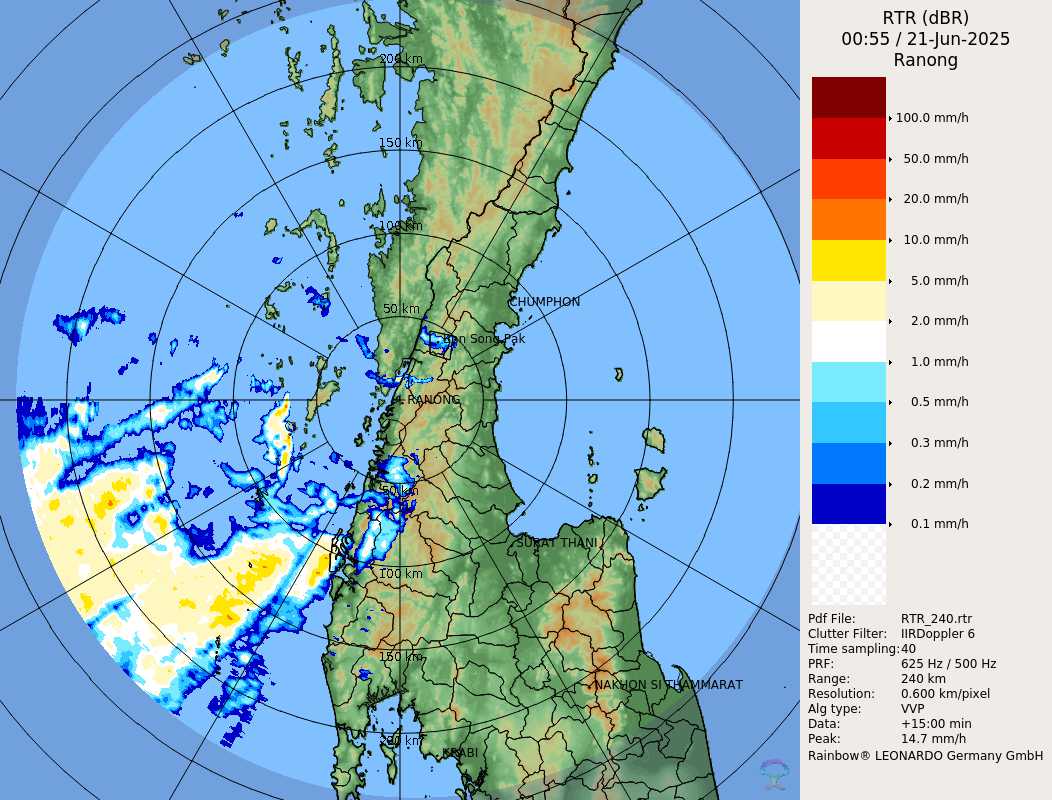 RTR (dBR)
00:55 / 21-Jun-2025
Ranong
100.0 mm/h
50.0 mm/h
20.0 mm/h
10.0 mm/h
5.0 mm/h
2.0 mm/h
1.0 mm/h
0.5 mm/h
0.3 mm/h
0.2 mm/h
0.1 mm/h
Pdf File: RTR_240.rtr
Clutter Filter: IIRDoppler 6
Time sampling:40
PRF: 625 Hz / 500 Hz
Range: 240 km
Resolution: 0.600 km/pixel
Alg type: VVP
Data: +15:00 min
Peak: 14.7 mm/h
Rainbow® LEONARDO Germany GmbH
200 km
150 km
100 km
50 km
CHUMPHON
Ban Song Pak
RANONG
50 km
SURAT THANI
100 km
150 km
NAKHON SI THAMMARAT
200 km
KRABI